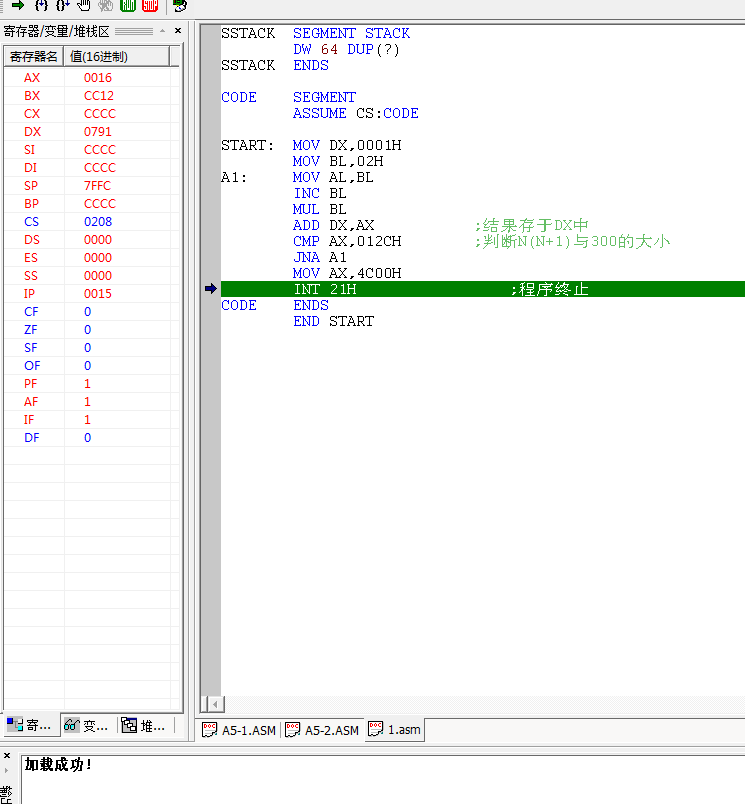 寄存器/变量/堆栈区
寄存器名 值(16进制)
AX 0016
BX CC12
CX CCCC
DX 0791
SI CCCC
DI CCCC
SP 7FFC
BP CCCC
CS 0208
DS 0000
ES 0000
SS 0000
IP 0015
CF 0
ZF 0
SF 0
OF 0
PF 1
AF 1
IF 1
DF 0
寄... 变... 堆...
SSTACK SEGMENT STACK
DW 64 DUP(?)
SSTACK ENDS
CODE SEGMENT
ASSUME CS:CODE
START: MOV DX,0001H
MOV BL,02H
A1: MOV AL,BL
INC BL
MUL BL
ADD DX,AX ;结果存于DX中
CMP AX,012CH ;判断N(N+1)与300的大小
JNA A1
MOV AX,4C00H
INT 21H ;程序终止
CODE ENDS
END START
A5-1.ASM A5-2.ASM 1.asm
加载成功!